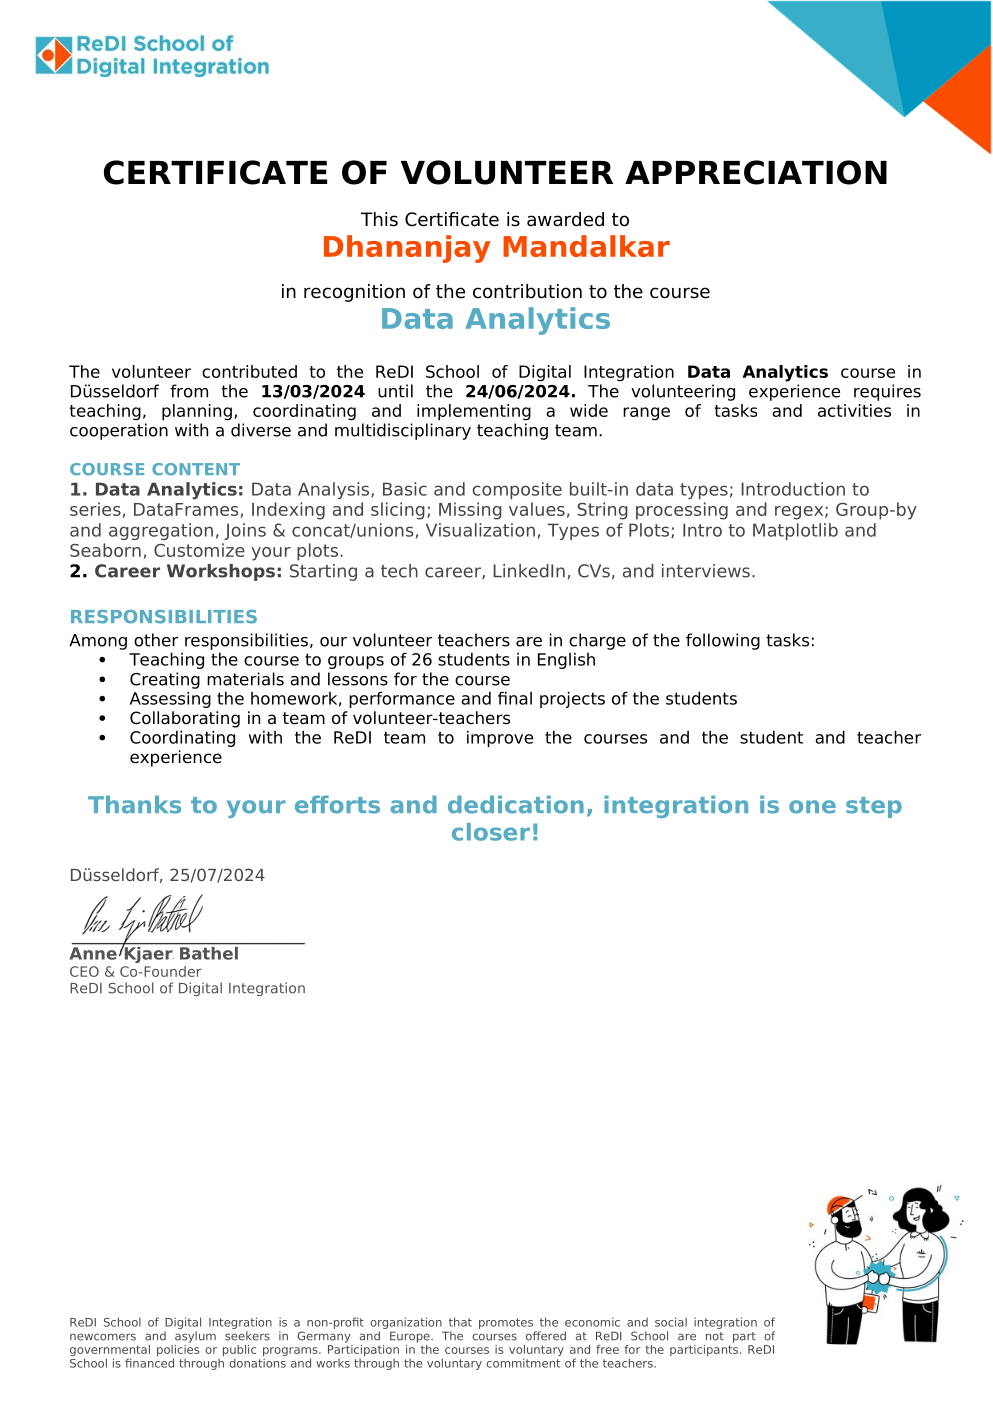 ReDI School of
Digital Integration
CERTIFICATE OF VOLUNTEER APPRECIATION
This Certificate is awarded to
Dhananjay Mandalkar
in recognition of the contribution to the course
Data Analytics
The volunteer contributed to the ReDI School of Digital Integration Data Analytics course in
Düsseldorf from the 13/03/2024 until the 24/06/2024. The volunteering experience requires
teaching, planning, coordinating and implementing a wide range of tasks and activities in
cooperation with a diverse and multidisciplinary teaching team.
COURSE CONTENT
1. Data Analytics: Data Analysis, Basic and composite built-in data types; Introduction to
series, DataFrames, Indexing and slicing; Missing values, String processing and regex; Group-by
and aggregation, Joins & concat/unions, Visualization, Types of Plots; Intro to Matplotlib and
Seaborn, Customize your plots.
2. Career Workshops: Starting a tech career, LinkedIn, CVs, and interviews.
RESPONSIBILITIES
Among other responsibilities, our volunteer teachers are in charge of the following tasks:
• Teaching the course to groups of 26 students in English
• Creating materials and lessons for the course
• Assessing the homework, performance and final projects of the students
• Collaborating in a team of volunteer-teachers
• Coordinating with the ReDI team to improve the courses and the student and teacher
experience
Thanks to your efforts and dedication, integration is one step
closer!
Düsseldorf, 25/07/2024
Anne Kjaer Bathel
Anne Kjaer Bathel
CEO & Co-Founder
ReDI School of Digital Integration
ReDI School of Digital Integration is a non-profit organization that promotes the economic and social integration of
newcomers and asylum seekers in Germany and Europe. The courses offered at ReDI School are not part of
governmental policies or public programs. Participation in the courses is voluntary and free for the participants. ReDI
School is financed through donations and works through the voluntary commitment of the teachers.